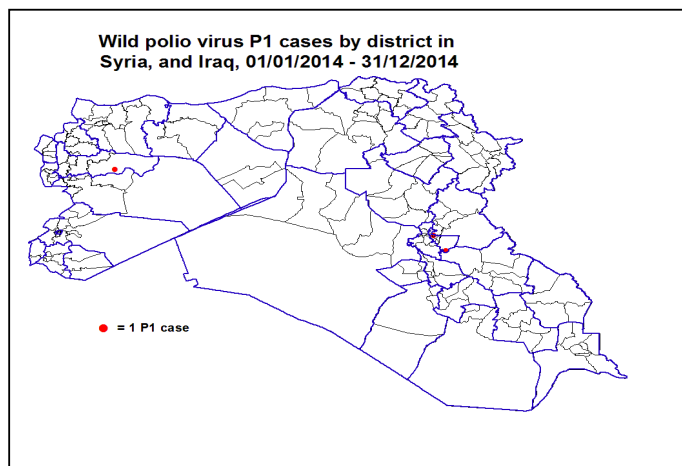 Wild polio virus P1 cases by district in
Syria, and Iraq, 01/01/2014 - 31/12/2014
= 1 P1 case